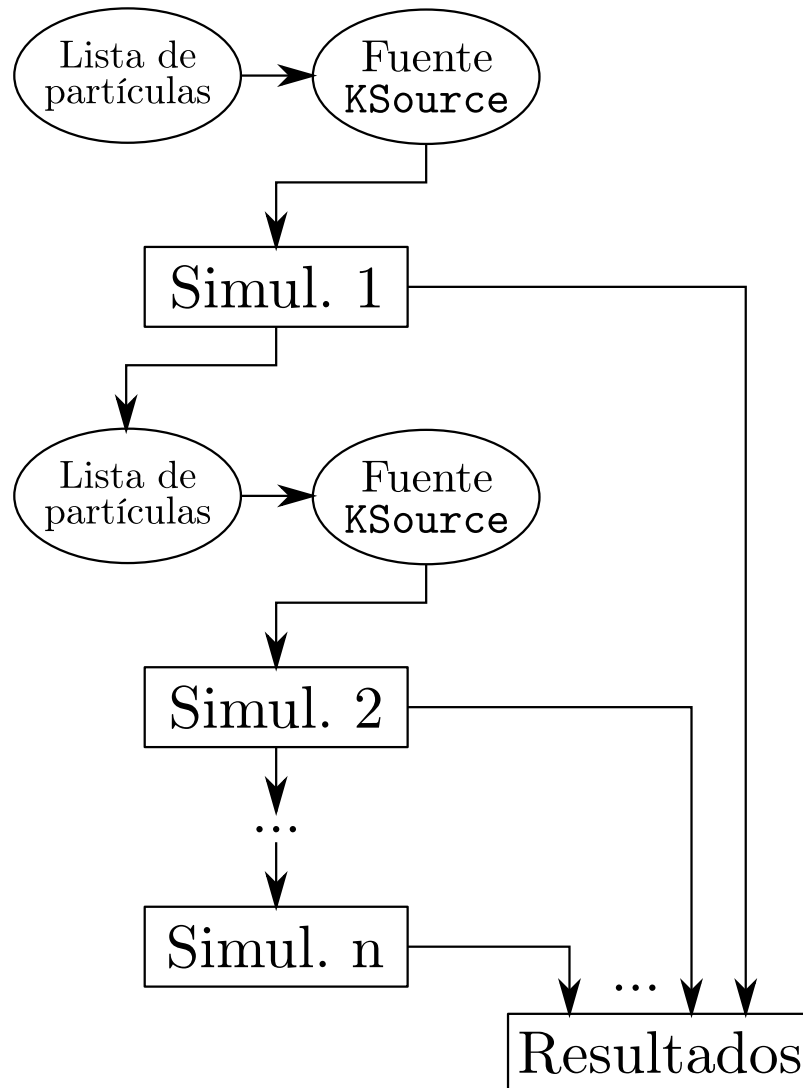 Lista de
partículas
Fuente
KSource
Simul. 1
Lista de
partículas
Fuente
KSource
Simul. 2
...
Simul. n
...
Resultados